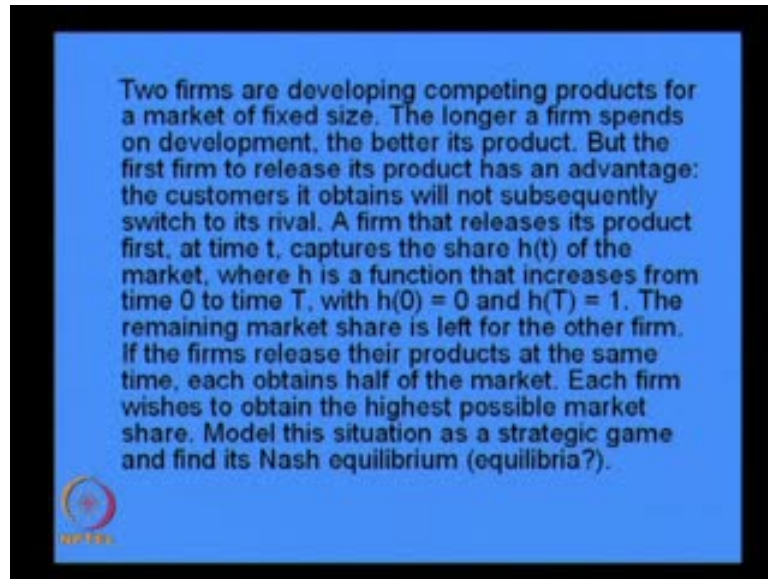 Two firms are developing competing products for
a market of fixed size. The longer a firm spends
on development, the better its product. But the
first firm to release its product has an advantage:
the customers it obtains will not subsequently
switch to its rival. A firm that releases its product
first, at time t, captures the share h(t) of the
market, where h is a function that increases from
time 0 to time T, with h(0) = 0 and h(T) = 1. The
remaining market share is left for the other firm.
If the firms release their products at the same
time, each obtains half of the market. Each firm
wishes to obtain the highest possible market
share. Model this situation as a strategic game
and find its Nash equilibrium (equilibria?).
NPTEL